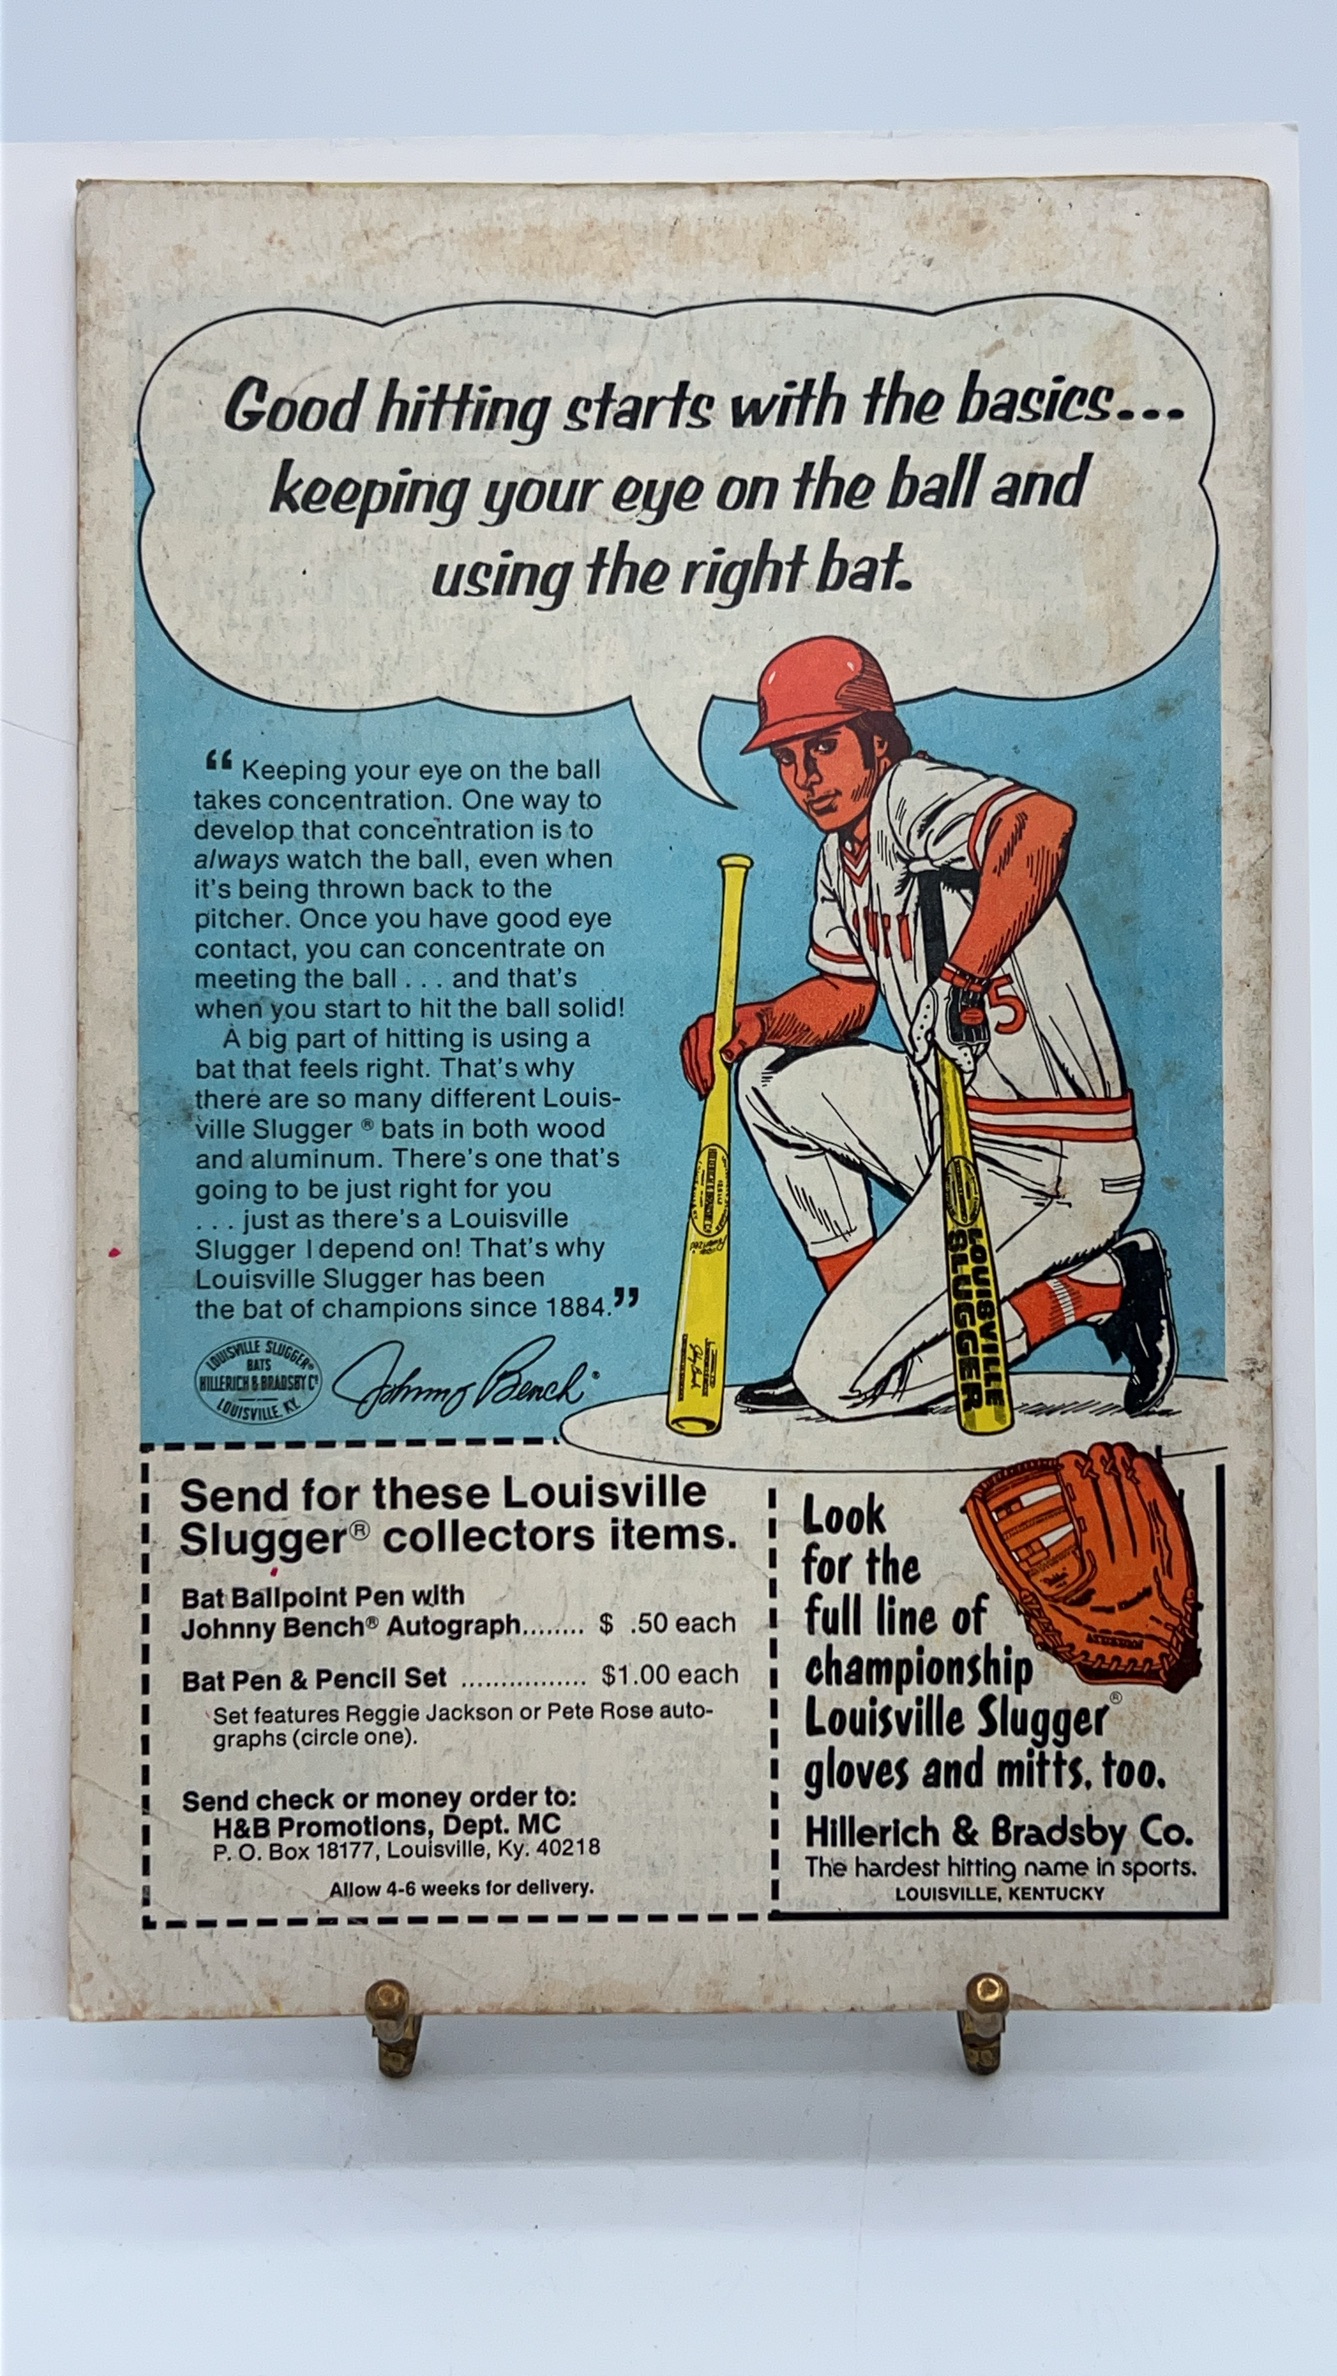 Good hitting starts with the basics...
keeping your eye on the ball and
using the right bat.
“Keeping your eye on the ball
takes concentration. One way to
develop that concentration is to
always watch the ball, even when
it's being thrown back to the
pitcher. Once you have good eye
contact, you can concentrate on
meeting the ball . . . and that's
when you start to hit the ball solid!
A big part of hitting is using a
bat that feels right. That's why
there are so many different Louis-
ville Slugger ® bats in both wood
and aluminum. There's one that's
going to be just right for you
. . . just as there's a Louisville
Slugger I depend on! That's why
Louisville Slugger has been
the bat of champions since 1884.”
LOUISVILLE SLUGGER®
BATS
HILLERICH & BRADSBY Cº
LOUISVILLE, KY.
Johnny Bench®
5
LOUISVILLE
SLUGGER
Send for these Louisville
Slugger® collectors items.
Bat Ballpoint Pen with
Johnny Bench® Autograph........ $ .50 each
Bat Pen & Pencil Set ................ $1.00 each
Set features Reggie Jackson or Pete Rose auto-
graphs (circle one).
Send check or money order to:
H&B Promotions, Dept. MC
P. O. Box 18177, Louisville, Ky. 40218
Allow 4-6 weeks for delivery.
Look
for the
full line of
championship
Louisville Slugger®
gloves and mitts, too.
Hillerich & Bradsby Co.
The hardest hitting name in sports.
LOUISVILLE, KENTUCKY